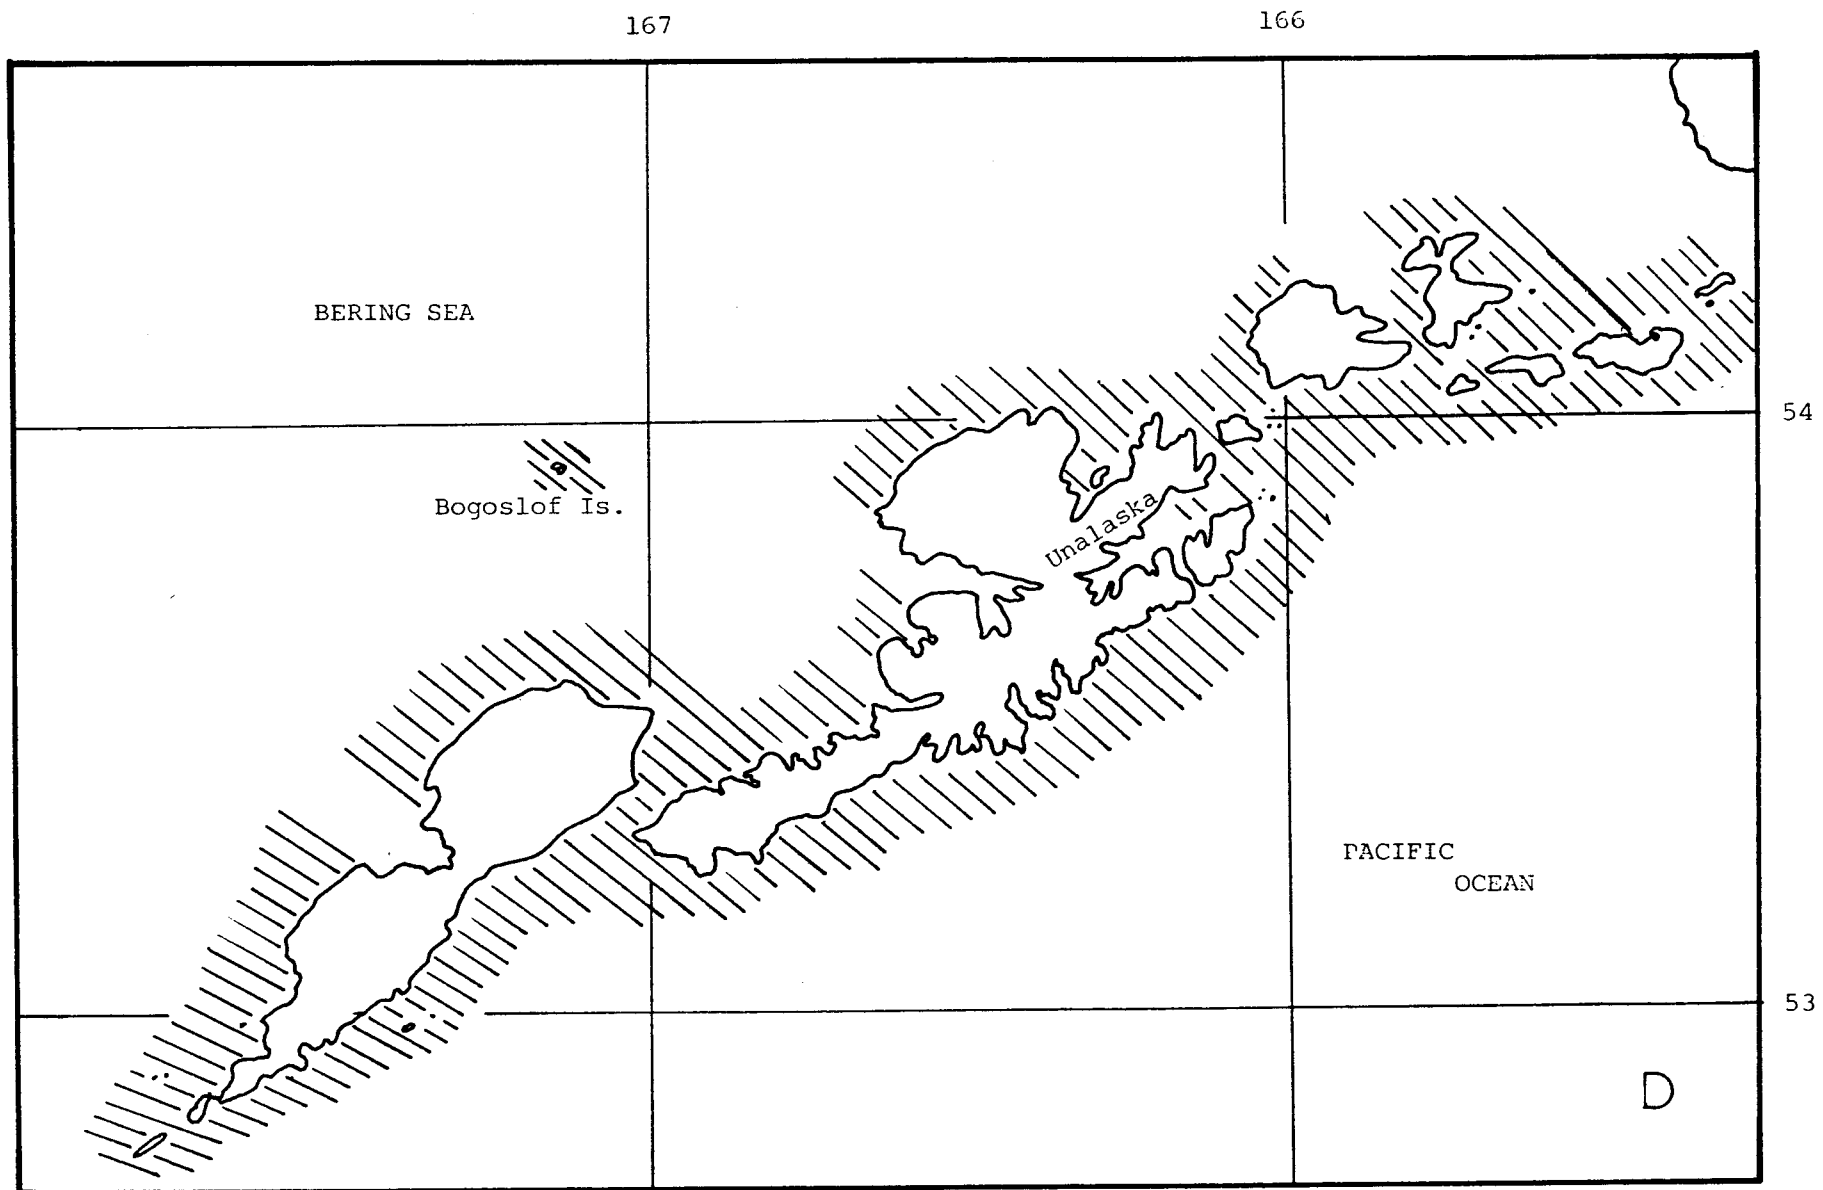 167
166
BERING SEA
54
Bogoslof Is.
Unalaska
PACIFIC
OCEAN
53
D